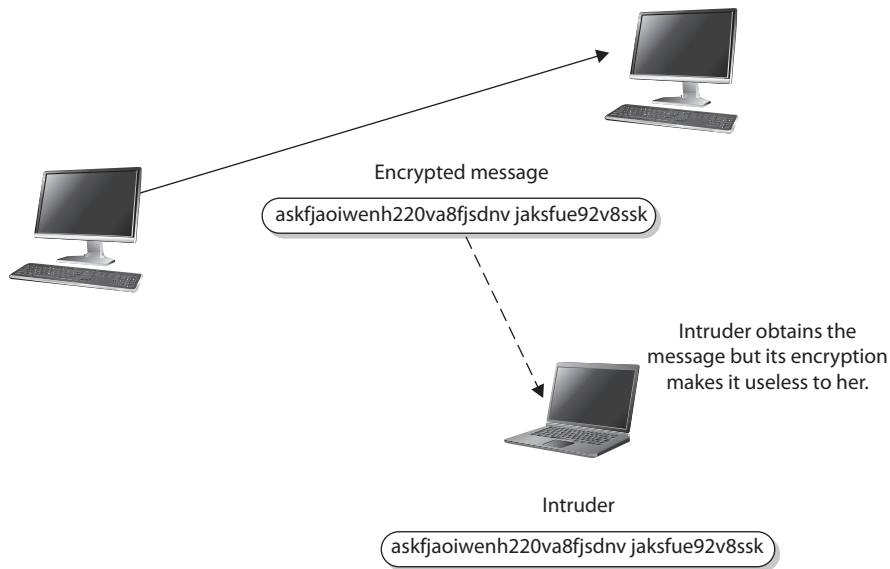 Encrypted message
askfjaoiwenh220va8fjsdnv jaksfue92v8ssk
Intruder obtains the
message but its encryption
makes it useless to her.
Intruder
askfjaoiwenh220va8fjsdnv jaksfue92v8ssk